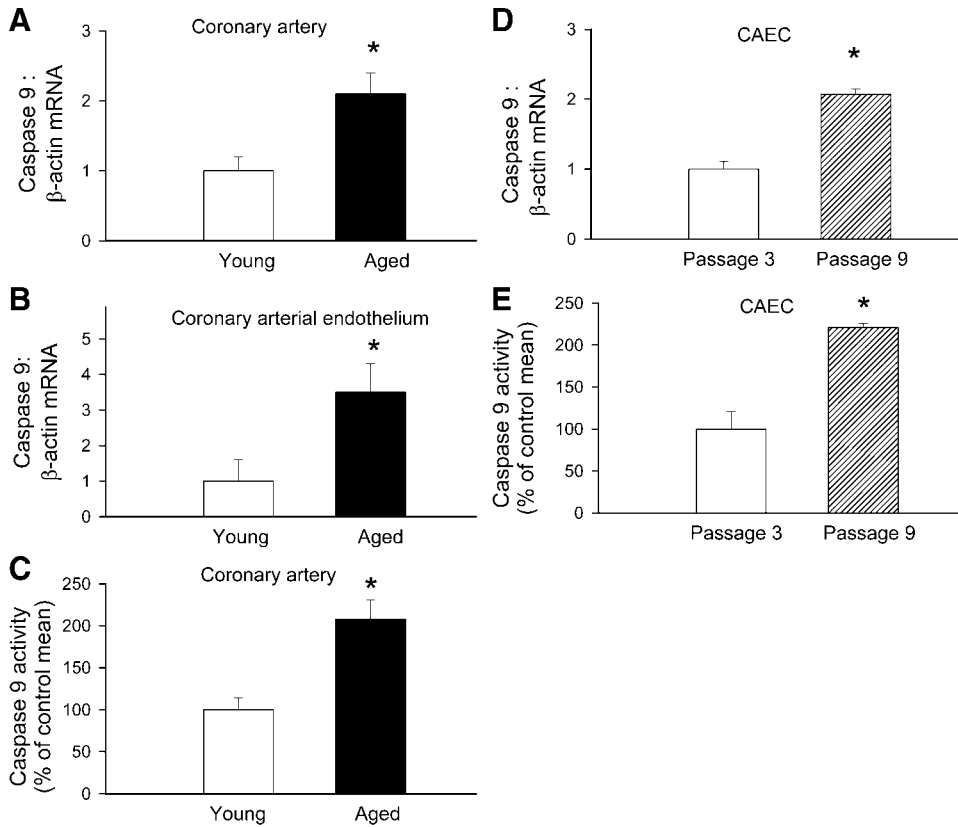 A
Coronary artery
Caspase 9 :
β-actin mRNA
3
2
1
0
*
Young Aged
B
Coronary arterial endothelium
Caspase 9:
β-actin mRNA
6
5
4
3
2
1
0
*
Young Aged
C
Coronary artery
Caspase 9 activity
(% of control mean)
250
200
150
100
50
0
*
Young Aged
D
CAEC
Caspase 9 :
β-actin mRNA
3
2
1
0
*
Passage 3 Passage 9
E
CAEC
Caspase 9 activity
(% of control mean)
250
200
150
100
50
0
*
Passage 3 Passage 9